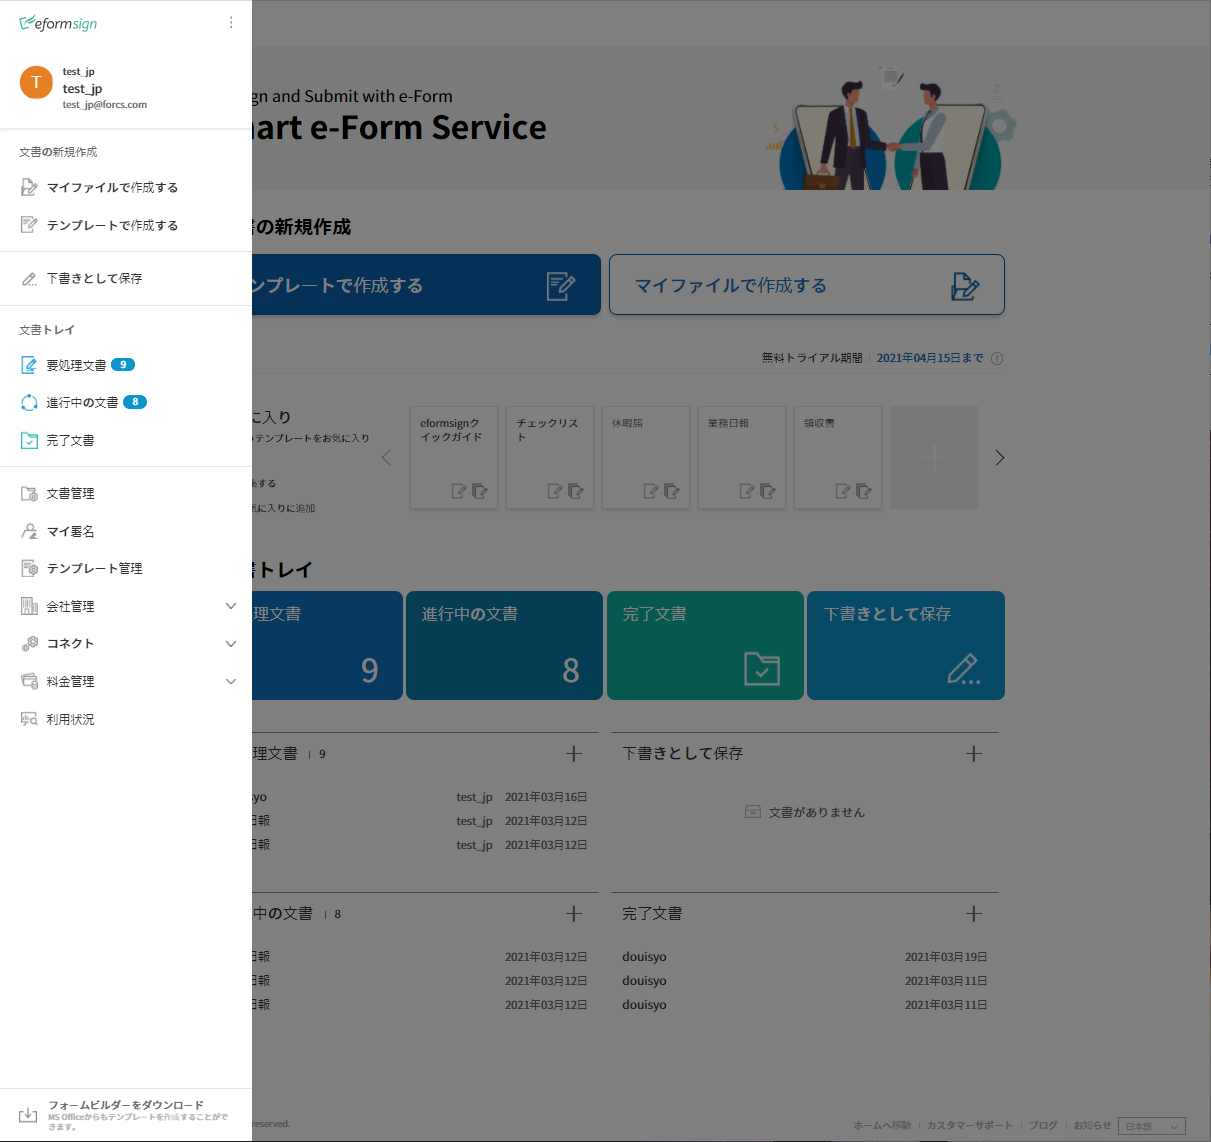 eformsign
T
test_jp
test_jp
test_jp@forcs.com
文書の新規作成
マイファイルで作成する
テンプレートで作成する
下書きとして保存
文書トレイ
要処理文書 9
進行中の文書 8
完了文書
文書管理
マイ署名
テンプレート管理
会社管理
コネクト
料金管理
利用状況
フォームビルダーをダウンロード
MS Officeからもテンプレートを作成することがで
きます。
gn and Submit with e-Form
art e-Form Service
の新規作成
ンプレートで作成する
マイファイルで作成する
無料トライアル期間 2021年04月15日まで
に入り
テンプレートをお気に入り
集する
気に入りに追加
eformsignク
イックガイド
チェックリス
ト
休暇届
業務日報
領収書
トレイ
理文書
9
進行中の文書
8
完了文書
下書きとして保存
理文書 9
yo test_jp 2021年03月16日
日報 test_jp 2021年03月12日
日報 test_jp 2021年03月12日
下書きとして保存
文書がありません
中の文書 8
日報 2021年03月12日
日報 2021年03月12日
日報 2021年03月12日
完了文書
douisyo 2021年03月19日
douisyo 2021年03月11日
douisyo 2021年03月11日
reserved.
ホームへ移動 カスタマーサポート ブログ お知らせ 日本語